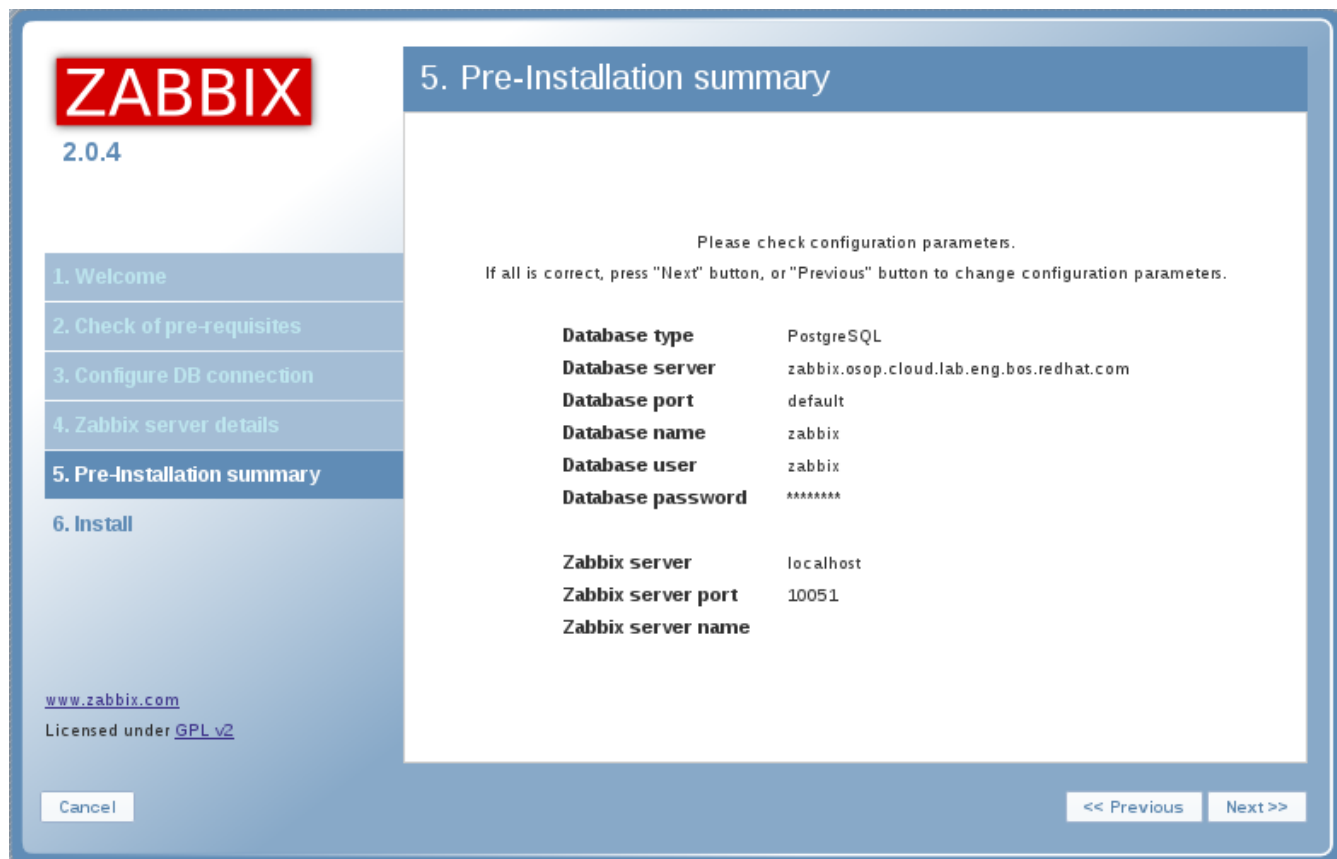 ZABBIX
2.0.4
1. Welcome
2. Check of pre-requisites
3. Configure DB connection
4. Zabbix server details
5. Pre-Installation summary
6. Install
www.zabbix.com
Licensed under GPL v2
5. Pre-Installation summary
Please check configuration parameters.
If all is correct, press "Next" button, or "Previous" button to change configuration parameters.
Database type PostgreSQL
Database server zabbix.osop.cloud.lab.eng.bos.redhat.com
Database port default
Database name zabbix
Database user zabbix
Database password ********
Zabbix server localhost
Zabbix server port 10051
Zabbix server name
Cancel
<< Previous
Next >>